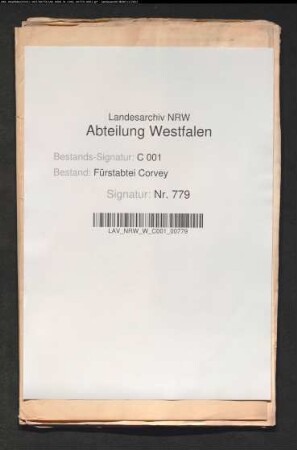 Landesarchiv NRW
Abteilung Westfalen
Bestands-Signatur: C 001
Bestand: Fürstabtei Corvey
Signatur: Nr. 779
LAV_NRW_W_C001_00779